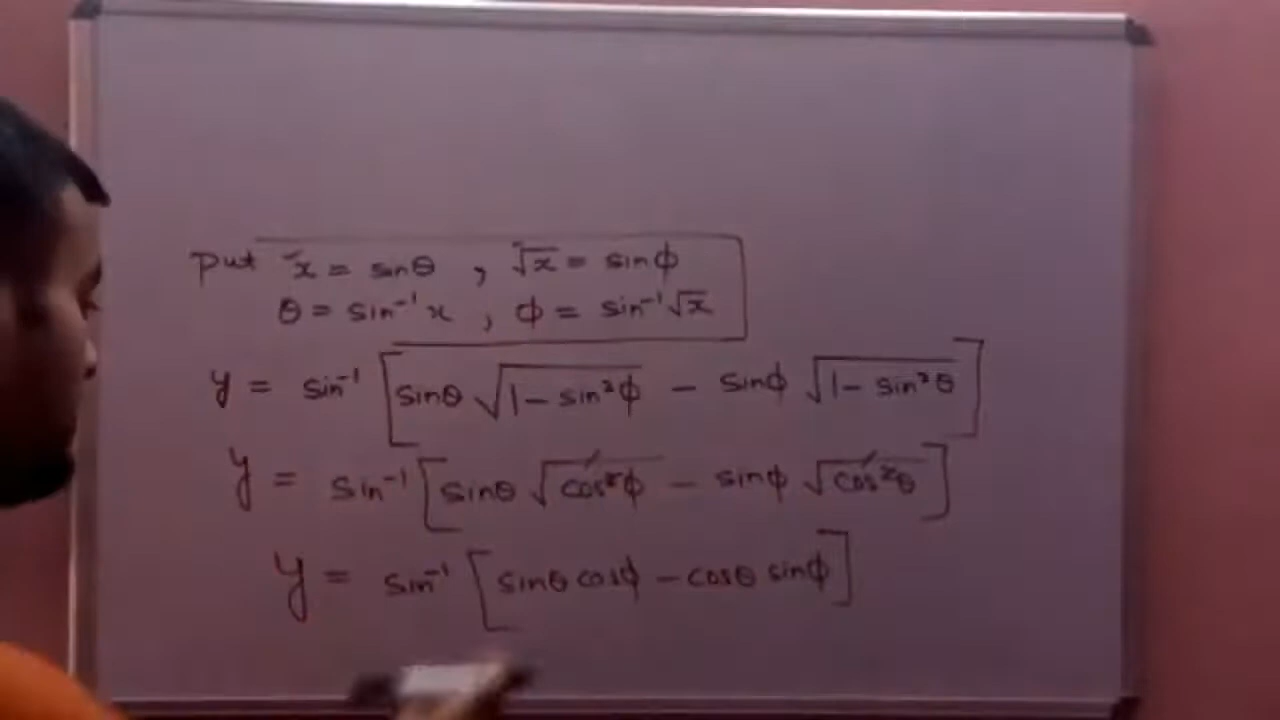 Put x = sinθ , √x = sinϕ
θ = sin⁻¹x , ϕ = sin⁻¹√x
y = sin⁻¹ [sinθ √1 - sin²ϕ - sinϕ √1 - sin²θ]
y = sin⁻¹ [sinθ √cos²ϕ - sinϕ √cos²θ]
y = sin⁻¹ [sinθ cosϕ - cosθ sinϕ]